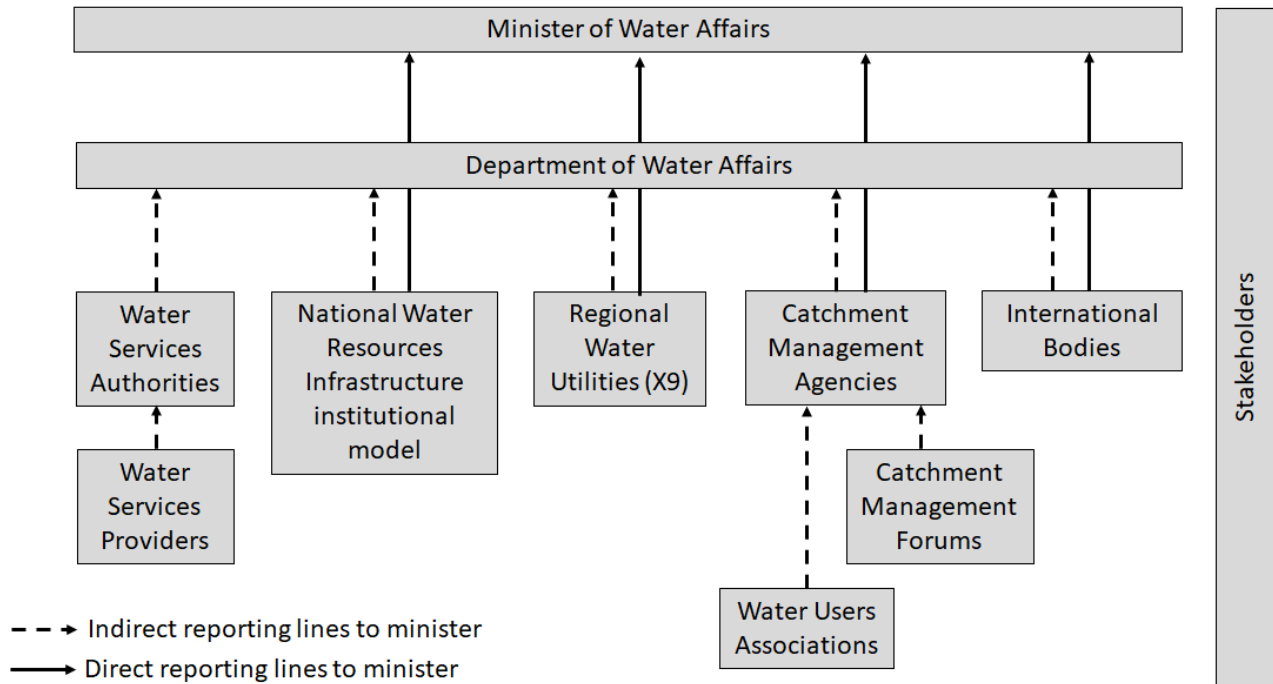 Minister of Water Affairs
Department of Water Affairs
Water
Services
Authorities
National Water
Resources
Infrastructure
institutional
model
Regional
Water
Utilities (X9)
Catchment
Management
Agencies
International
Bodies
Water
Services
Providers
Catchment
Management
Forums
Water Users
Associations
Stakeholders
Indirect reporting lines to minister
Direct reporting lines to minister